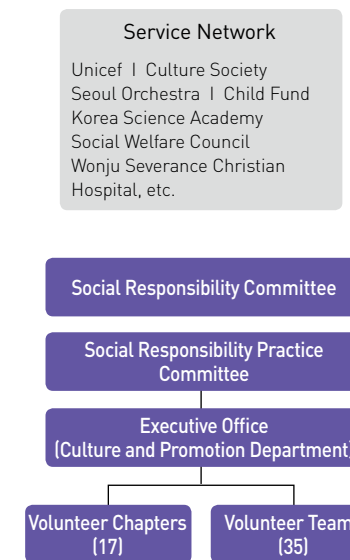 Service Network
Unicef I Culture Society
Seoul Orchestra I Child Fund
Korea Science Academy
Social Welfare Council
Wonju Severance Christian
Hospital, etc.
Social Responsibility Committee
Social Responsibility Practice
Committee
Executive Office
(Culture and Promotion Department)
Volunteer Chapters
(17)
Volunteer Team
(35)